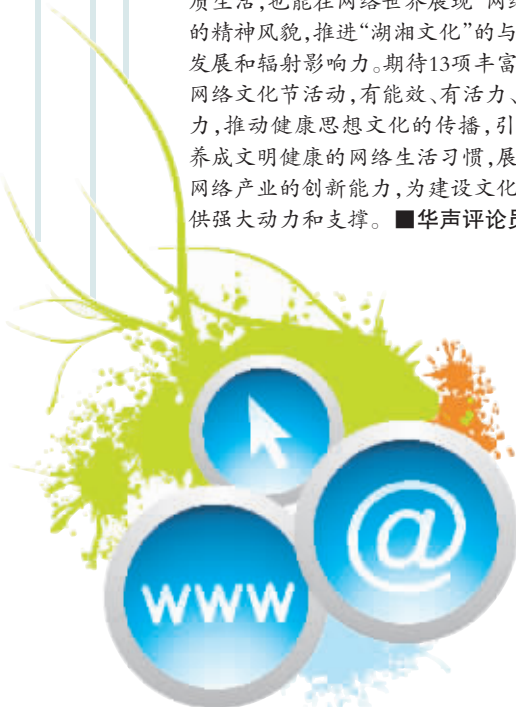 质生活,也能在网络世界展现“网络
的精神风貌,推进“湖湘文化”的与
发展和辐射影响力。期待13项丰富
网络文化节活动,有能效、有活力、
力,推动健康思想文化的传播,引
养成文明健康的网络生活习惯,展
网络产业的创新能力,为建设文化
供强大动力和支撑。■华声评论员
@
www